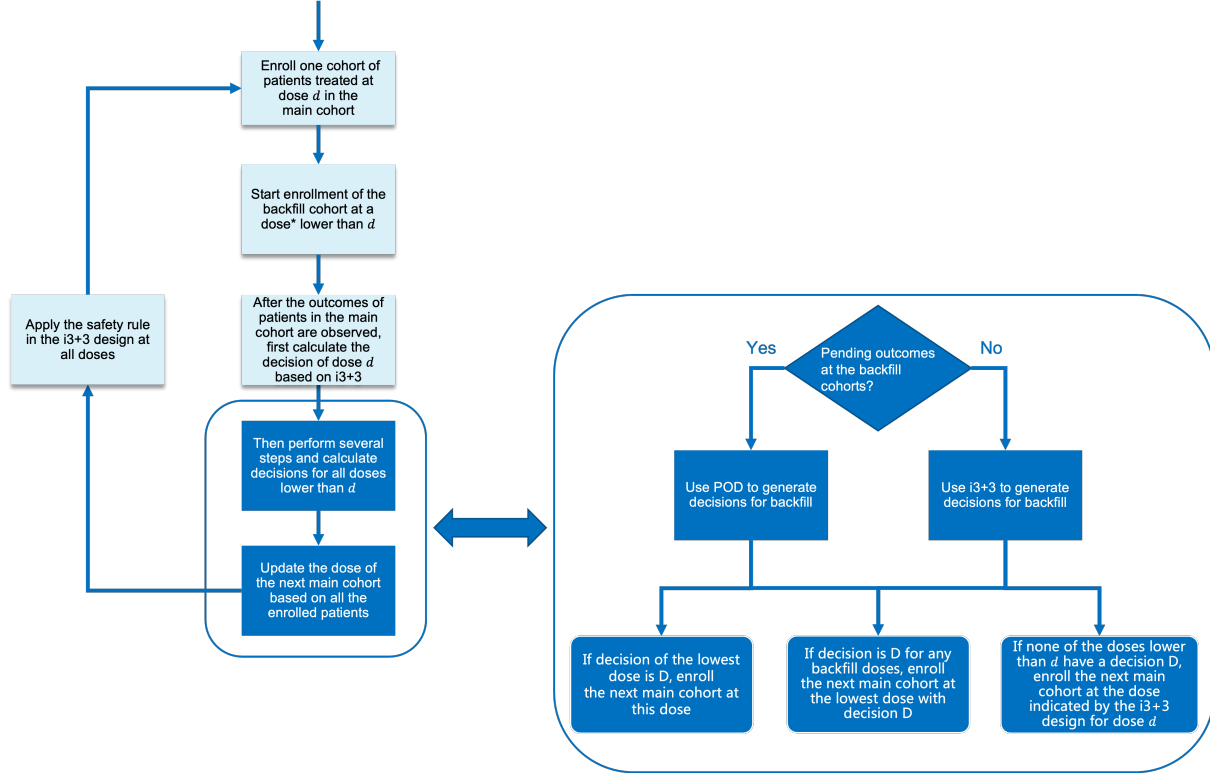 Enroll one cohort of
patients treated at
dose d in the
main cohort
Start enrollment of the
backfill cohort at a
dose* lower than d
After the outcomes of
patients in the main
cohort are observed,
first calculate the
decision of dose d
based on i3+3
Apply the safety rule
in the i3+3 design at
all doses
Then perform several
steps and calculate
decisions for all doses
lower than d
Update the dose of
the next main cohort
based on all the
enrolled patients
Yes
Pending outcomes
at the backfill
cohorts?
No
Use POD to generate
decisions for backfill
Use i3+3 to generate
decisions for backfill
If decision of the lowest
dose is D, enroll
the next main cohort at
this dose
If decision is D for any
backfill doses, enroll
the next main cohort at
the lowest dose with
decision D
If none of the doses lower
than d have a decision D,
enroll the next main
cohort at the dose
indicated by the i3+3
design for dose d